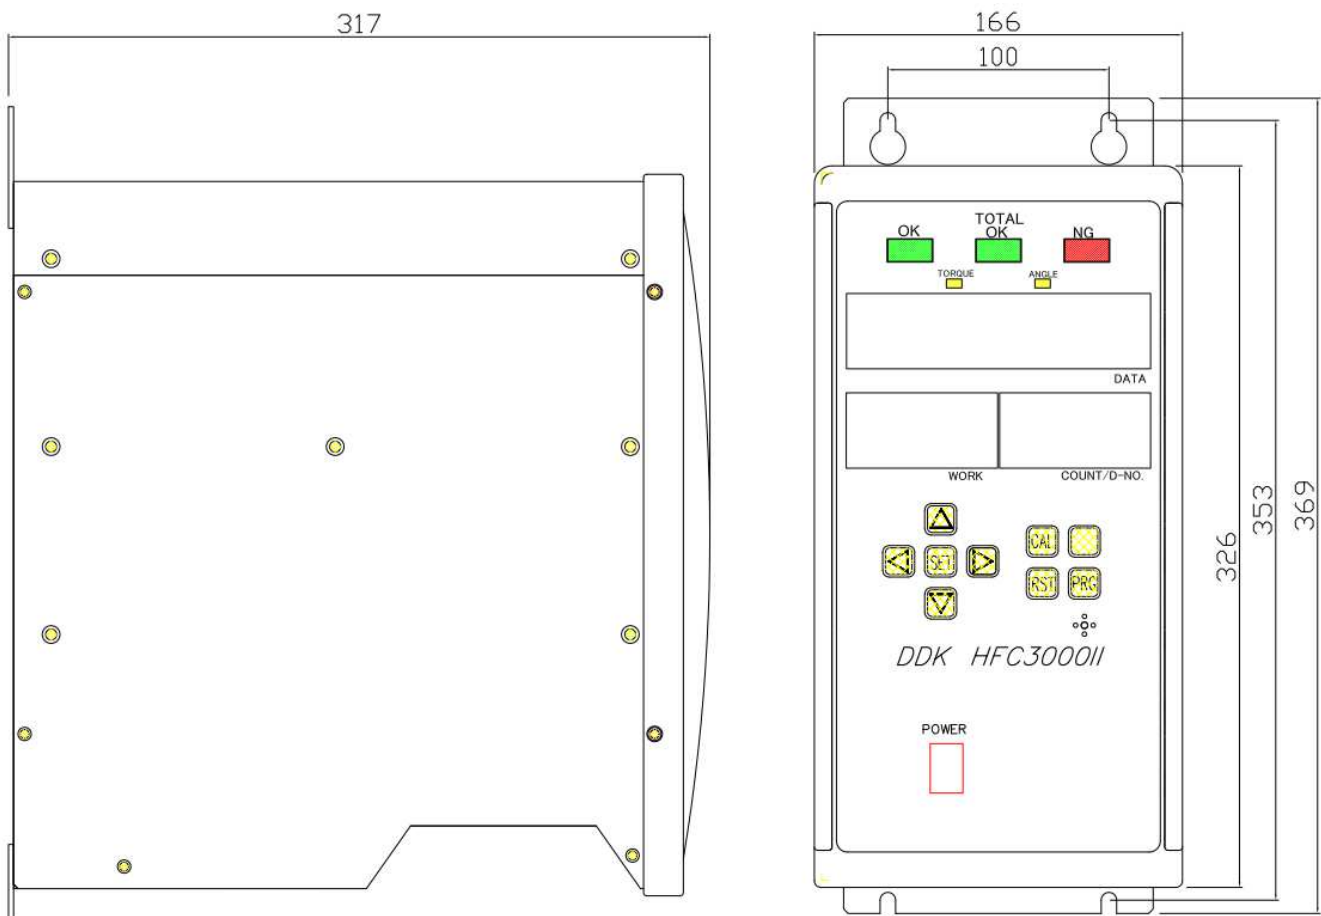 317
166
100
OK
TOTAL
OK
NG
TORQUE
ANGLE
DATA
WORK
COUNT/D-NO.
CAL
SET
RST
PRG
DDK HFC3000II
POWER
326
353
369